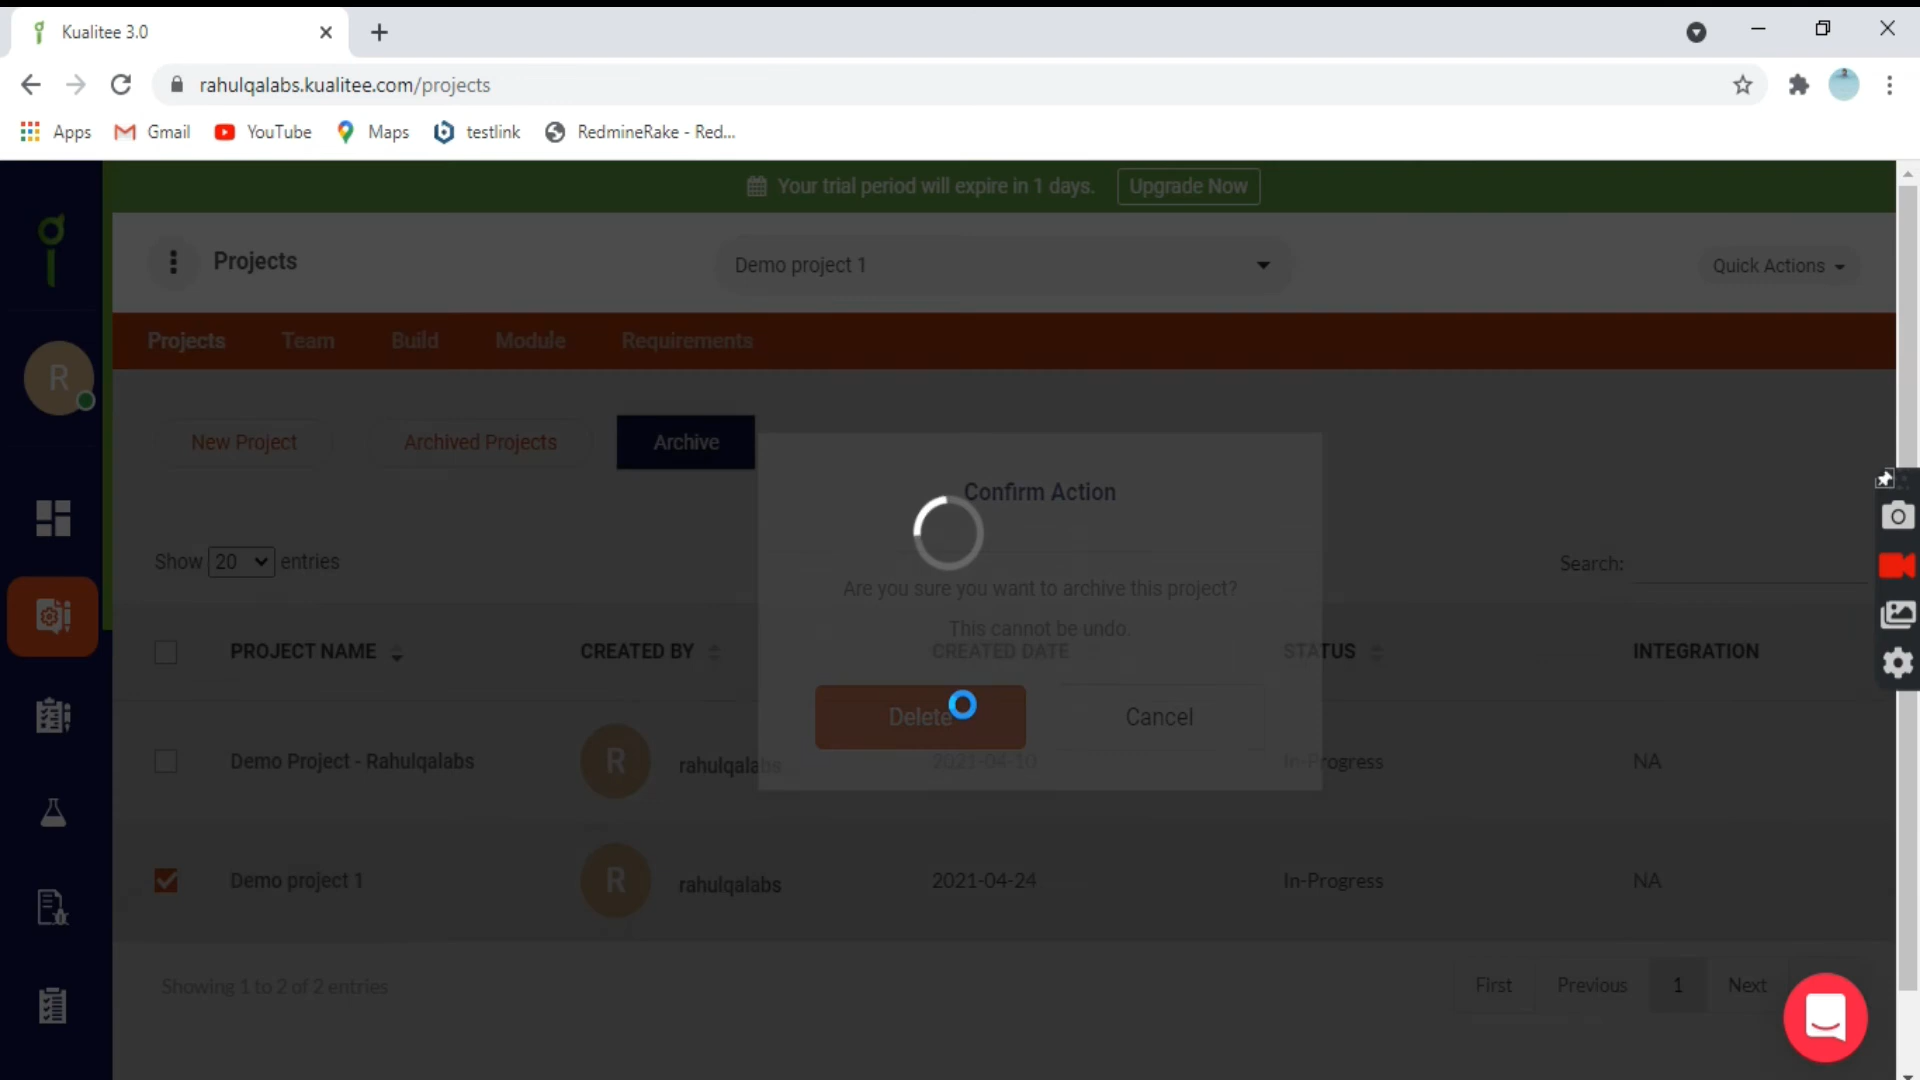 Kualitee 3.0
rahulqalabs.kualitee.com/projects
Apps Gmail YouTube Maps testlink RedmineRake - Red...
Your trial period will expire in 1 days. Upgrade Now
Projects Demo project 1 Quick Actions
R
Projects Team Build Module Requirements
New Project Archived Projects Archive
Confirm Action
Show 20 entries Search:
Are you sure you want to archive this project?
This cannot be undo.
PROJECT NAME CREATED BY CREATED DATE STATUS INTEGRATION
Delete Cancel
Demo Project - Rahulqalabs R rahulqalabs 2021-04-10 In-Progress NA
Demo project 1 R rahulqalabs 2021-04-24 In-Progress NA
Showing 1 to 2 of 2 entries First Previous 1 Next